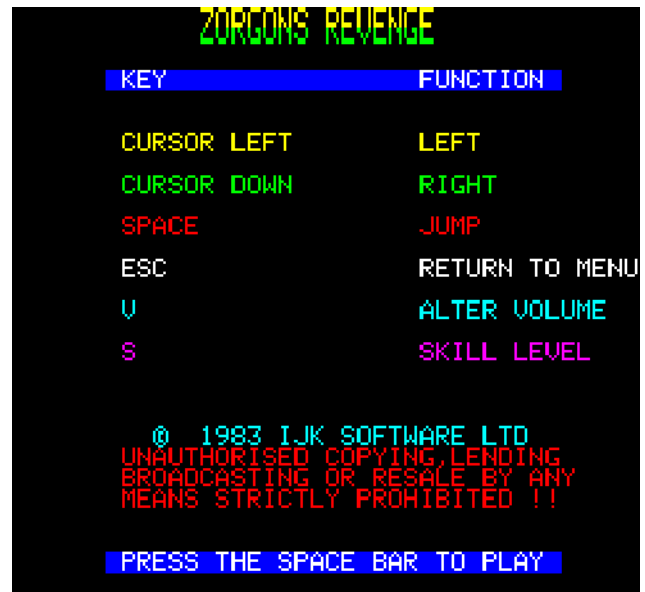 ZORGONS REVENGE
KEY FUNCTION
CURSOR LEFT LEFT
CURSOR DOWN RIGHT
SPACE JUMP
ESC RETURN TO MENU
V ALTER VOLUME
S SKILL LEVEL
© 1983 IJK SOFTWARE LTD
UNAUTHORISED COPYING,LENDING
BROADCASTING OR RESALE BY ANY
MEANS STRICTLY PROHIBITED !!
PRESS THE SPACE BAR TO PLAY